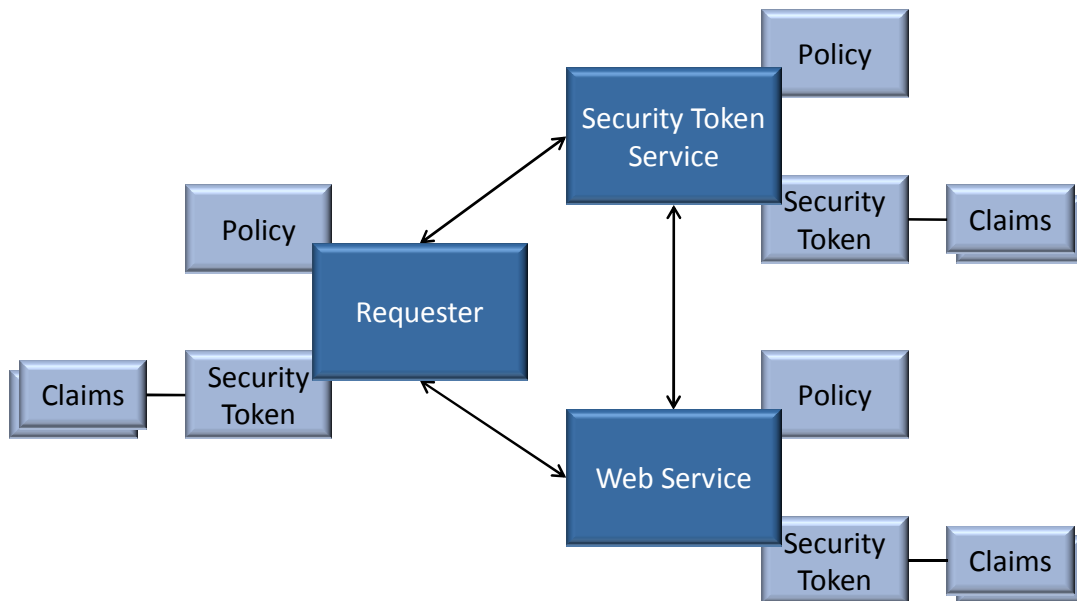 Policy
Security Token
Service
Security
Token
Claims
Policy
Requester
Claims
Security
Token
Policy
Web Service
Security
Token
Claims